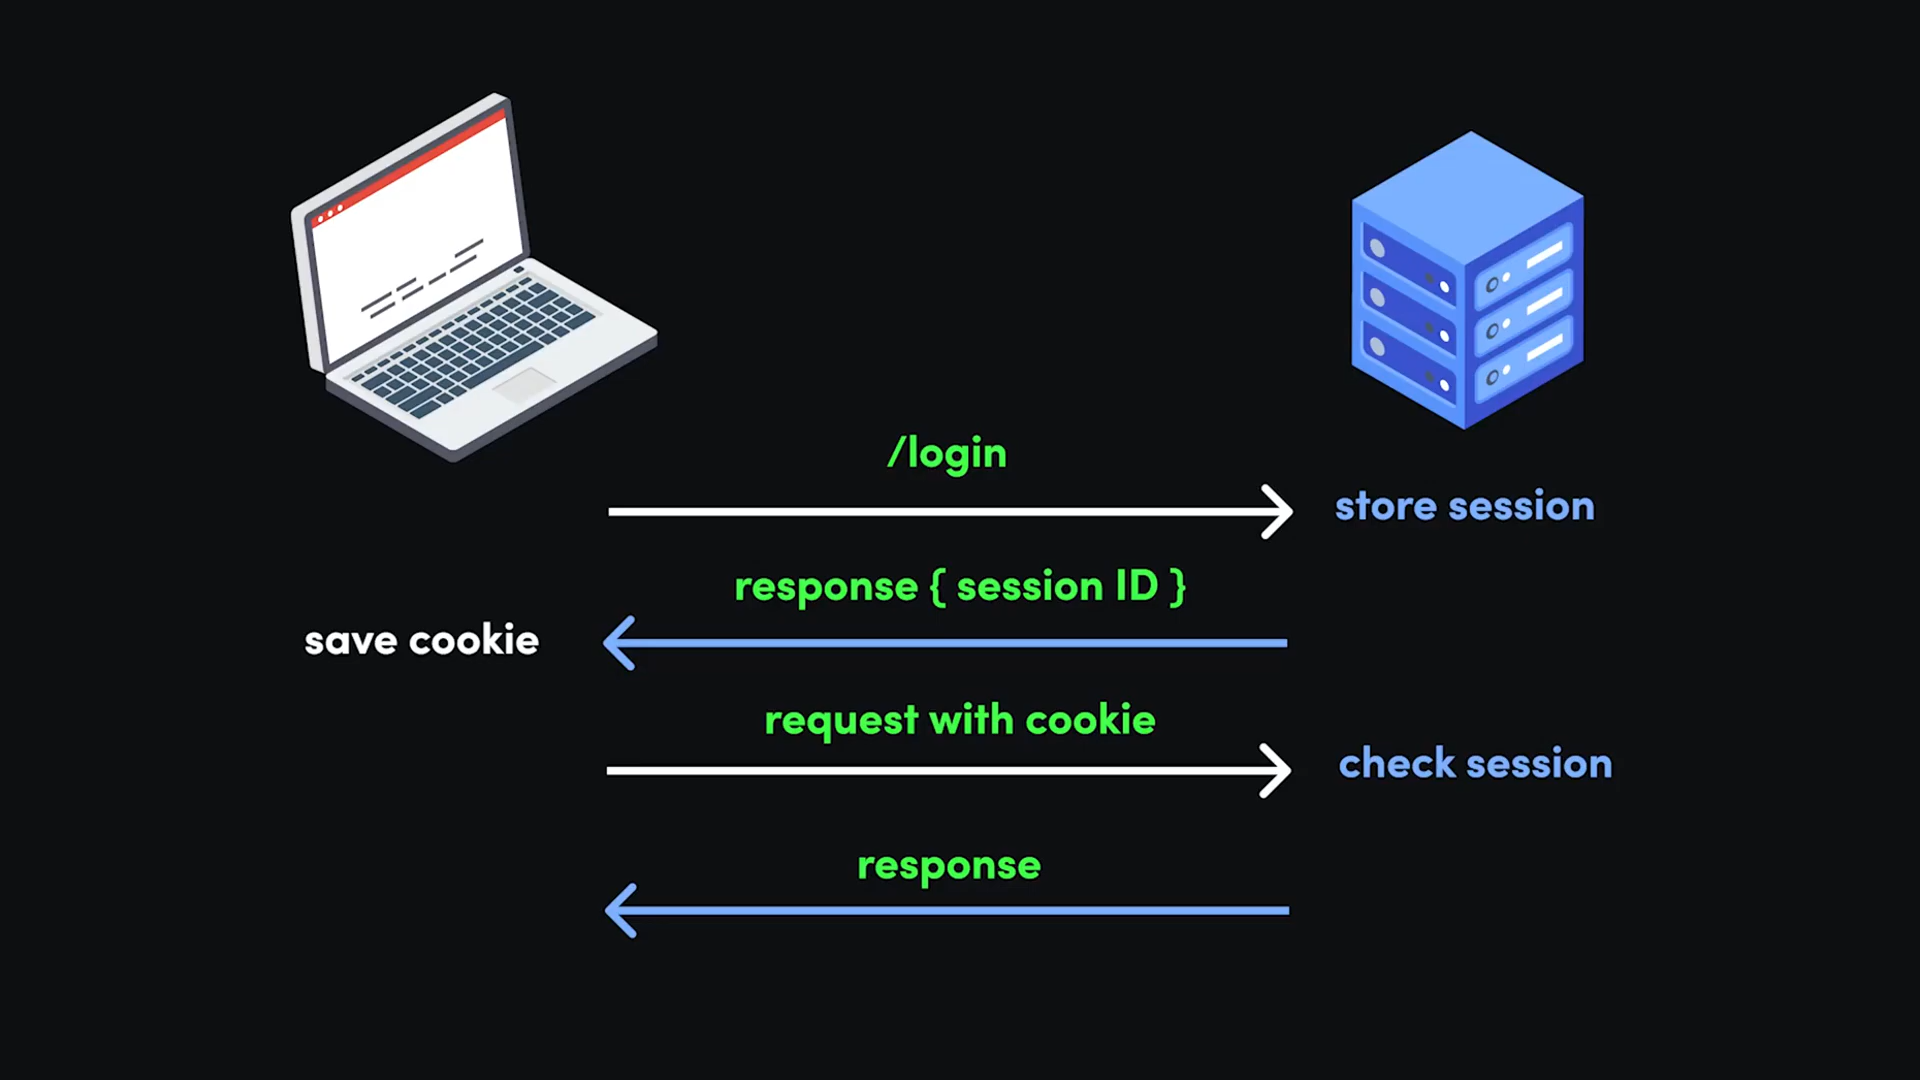 /login
store session
response { session ID }
save cookie
request with cookie
check session
response